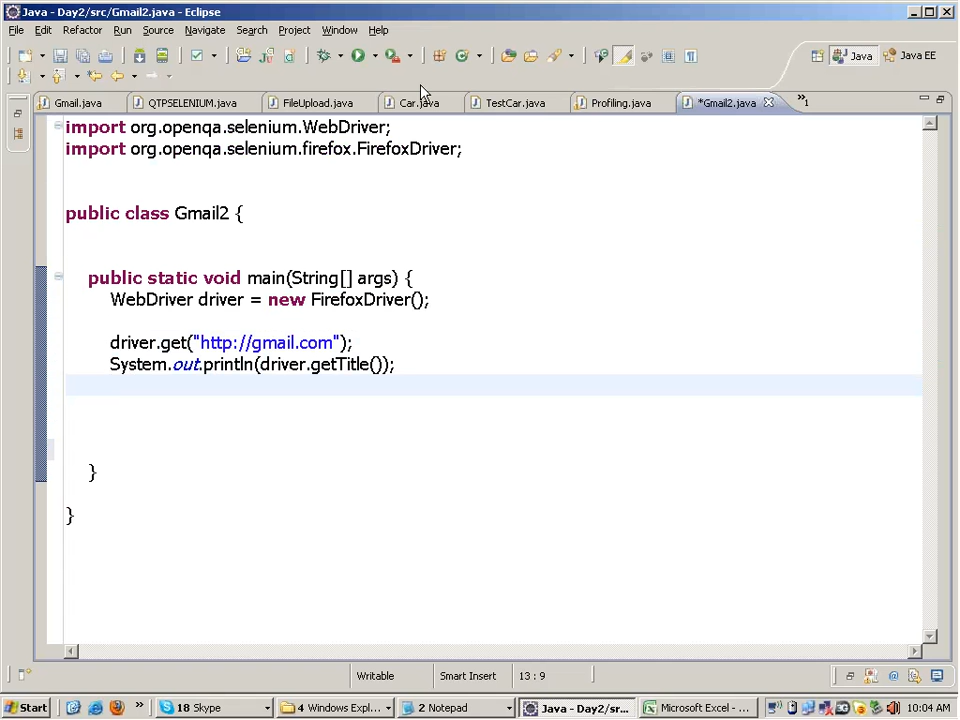 Java - Day2/src/Gmail2.java - Eclipse
File Edit Refactor Run Source Navigate Search Project Window Help
Java Java EE
Gmail.java QTPSELENIUM.java FileUpload.java Car.java TestCar.java Profiling.java *Gmail2.java »1
import org.openqa.selenium.WebDriver;
import org.openqa.selenium.firefox.FirefoxDriver;
public class Gmail2 {
public static void main(String[] args) {
WebDriver driver = new FirefoxDriver();
driver.get("http://gmail.com");
System.out.println(driver.getTitle());
}
}
Writable Smart Insert 13 : 9
Start » 18 Skype 4 Windows Expl... 2 Notepad Java - Day2/sr... Microsoft Excel - ... 10:04 AM